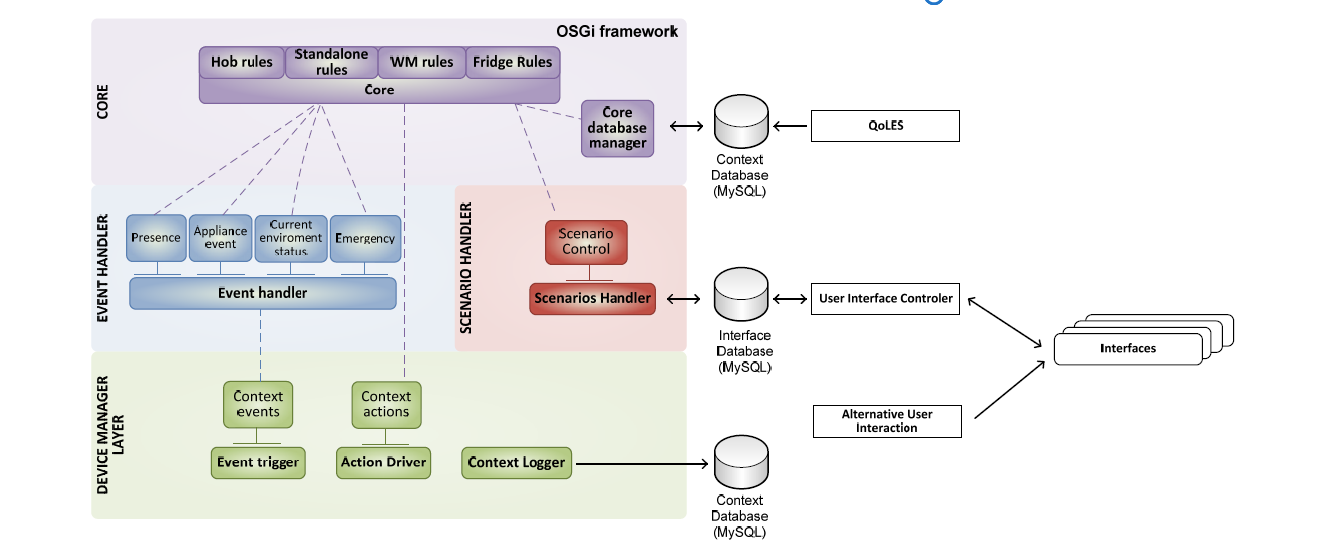 OSGi framework
CORE
Hob rules
Standalone
rules
WM rules
Fridge Rules
Core
Core
database
manager
Context
Database
(MySQL)
QoLES
EVENT HANDLER
Presence
Appliance
event
Current
enviroment
status
Emergency
Event handler
SCENARIO HANDLER
Scenario
Control
Scenarios Handler
Interface
Database
(MySQL)
User Interface Controler
Interfaces
Alternative User
Interaction
DEVICE MANAGER
LAYER
Context
events
Event trigger
Context
actions
Action Driver
Context Logger
Context
Database
(MySQL)